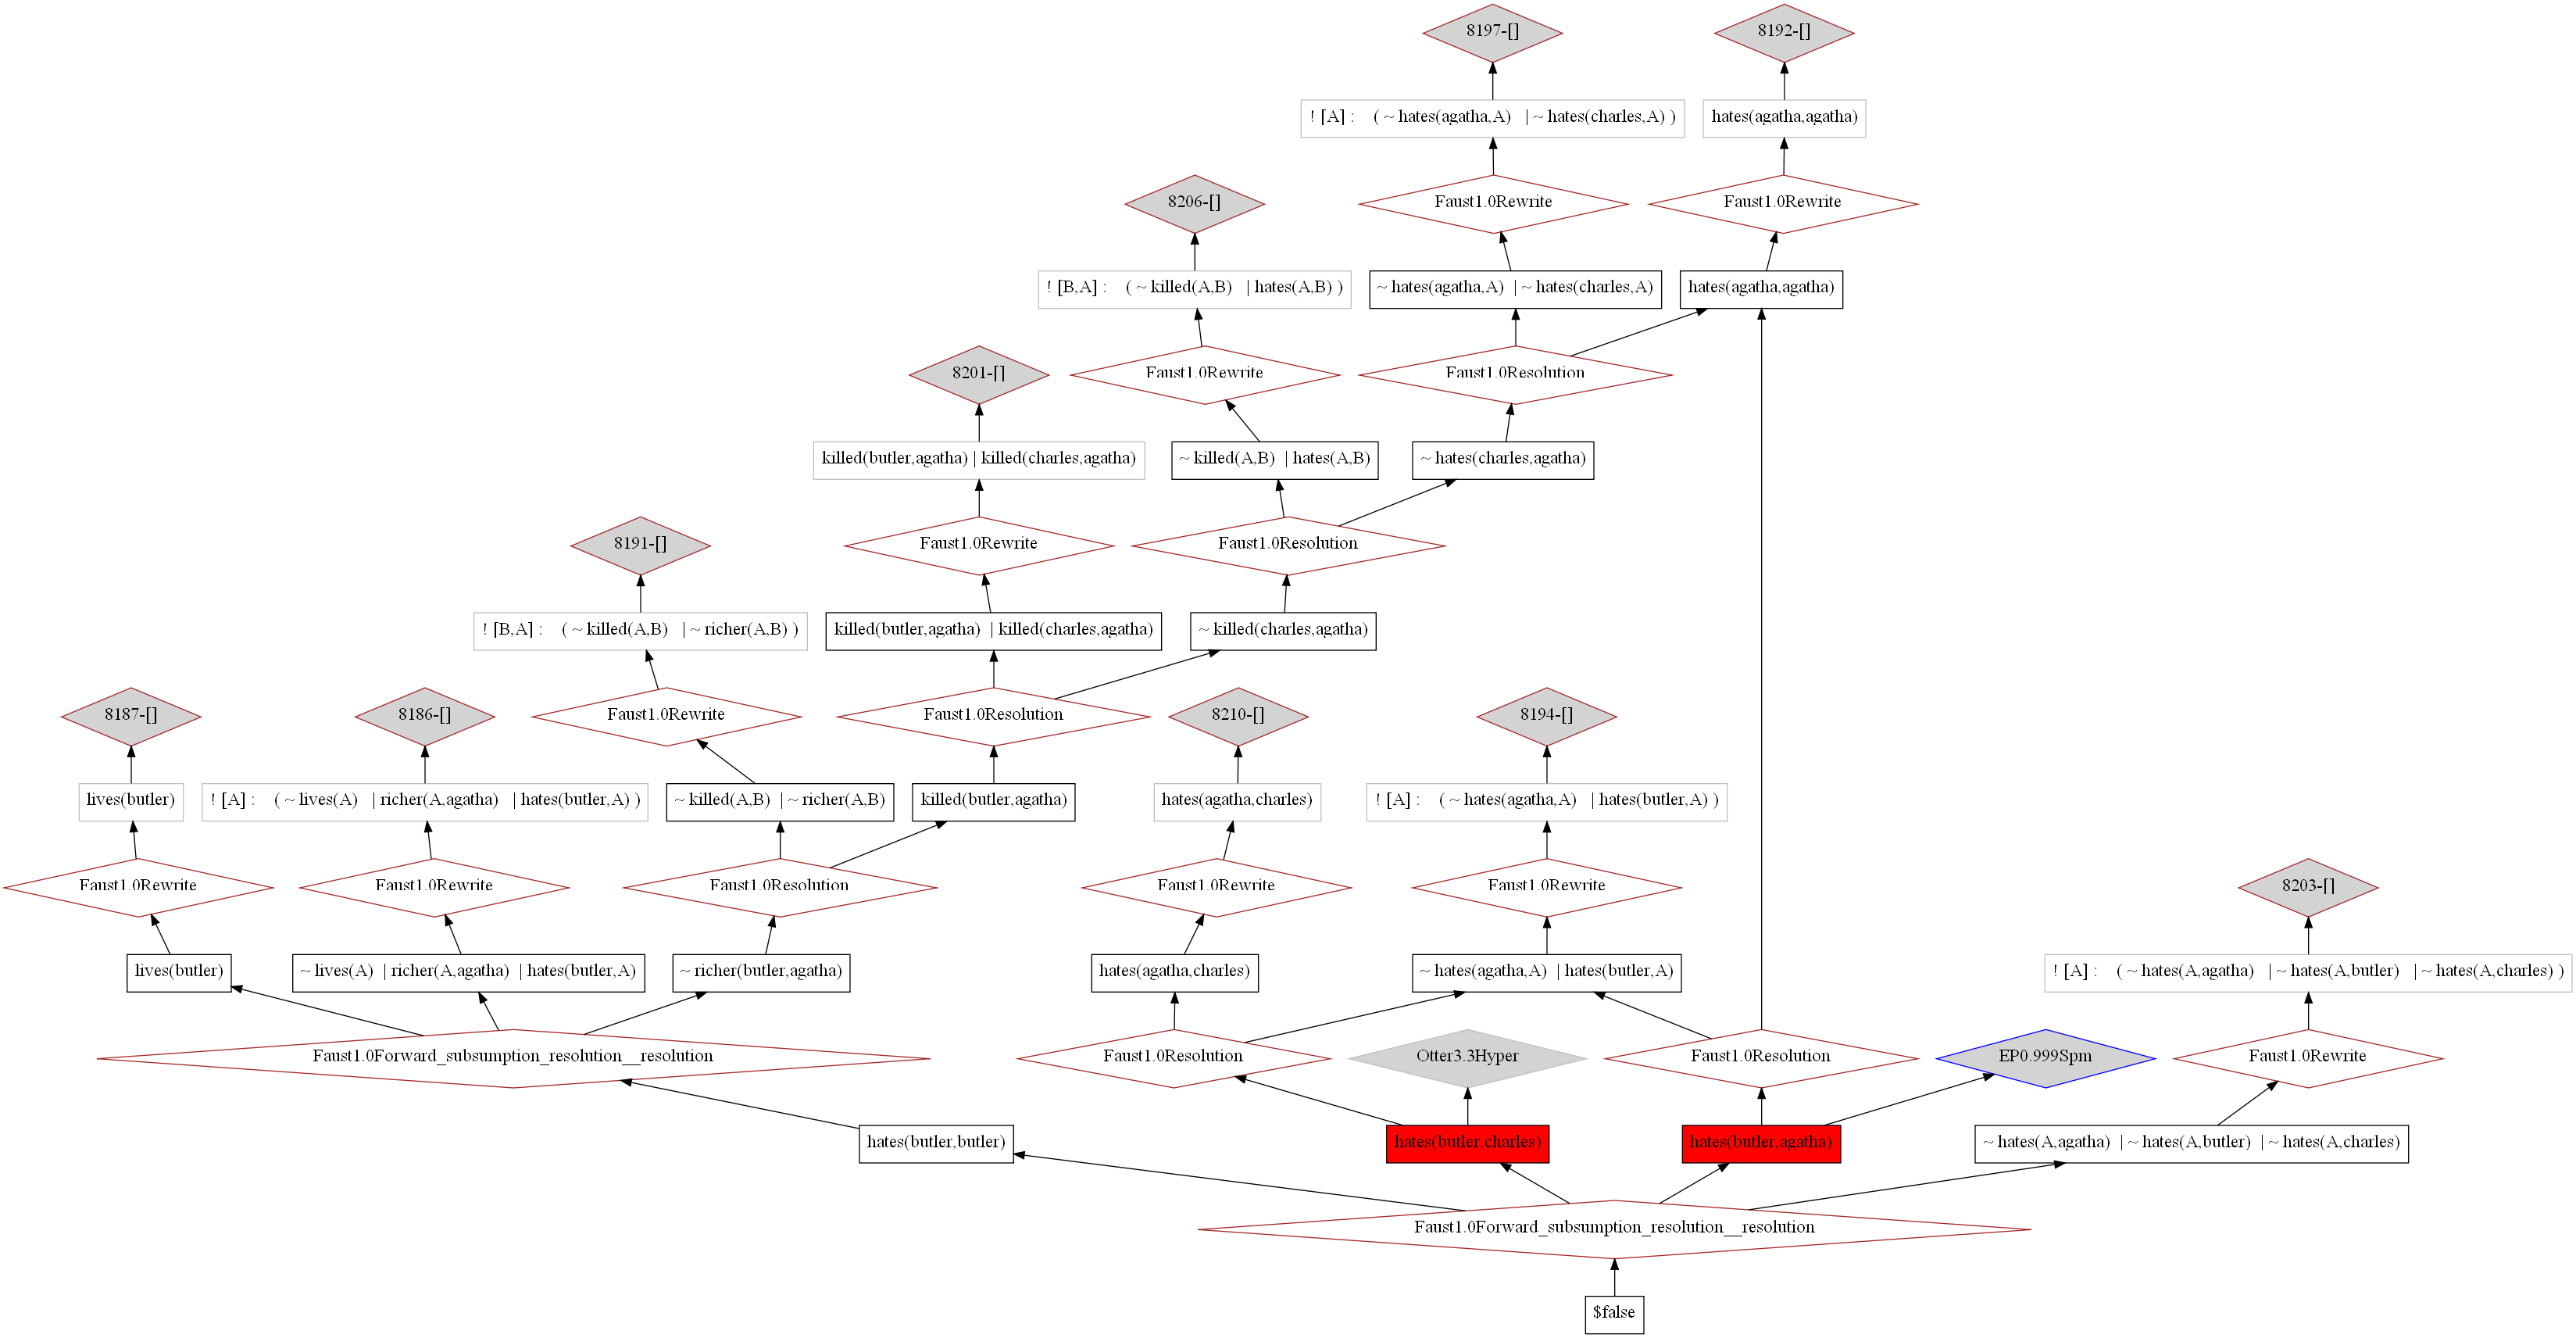 8197-[]
8192-[]
! [A] : ( ~ hates(agatha,A) | ~ hates(charles,A) )
hates(agatha,agatha)
Faust1.0Rewrite
Faust1.0Rewrite
8206-[]
! [B,A] : ( ~ killed(A,B) | hates(A,B) )
~ hates(agatha,A) | ~ hates(charles,A)
hates(agatha,agatha)
8201-[]
Faust1.0Rewrite
Faust1.0Resolution
killed(butler,agatha) | killed(charles,agatha)
~ killed(A,B) | hates(A,B)
~ hates(charles,agatha)
8191-[]
Faust1.0Rewrite
Faust1.0Resolution
! [B,A] : ( ~ killed(A,B) | ~ richer(A,B) )
killed(butler,agatha) | killed(charles,agatha)
~ killed(charles,agatha)
8187-[]
8186-[]
Faust1.0Rewrite
Faust1.0Resolution
8210-[]
8194-[]
lives(butler)
! [A] : ( ~ lives(A) | richer(A,agatha) | hates(butler,A) )
~ killed(A,B) | ~ richer(A,B)
killed(butler,agatha)
hates(agatha,charles)
! [A] : ( ~ hates(agatha,A) | hates(butler,A) )
Faust1.0Rewrite
Faust1.0Rewrite
Faust1.0Resolution
Faust1.0Rewrite
Faust1.0Rewrite
8203-[]
lives(butler)
~ lives(A) | richer(A,agatha) | hates(butler,A)
~ richer(butler,agatha)
hates(agatha,charles)
~ hates(agatha,A) | hates(butler,A)
! [A] : ( ~ hates(A,agatha) | ~ hates(A,butler) | ~ hates(A,charles) )
Faust1.0Forward_subsumption_resolution__resolution
Faust1.0Resolution
Otter3.3Hyper
Faust1.0Resolution
EP0.999Spm
Faust1.0Rewrite
hates(butler,butler)
hates(butler,charles)
hates(butler,agatha)
~ hates(A,agatha) | ~ hates(A,butler) | ~ hates(A,charles)
Faust1.0Forward_subsumption_resolution__resolution
$false